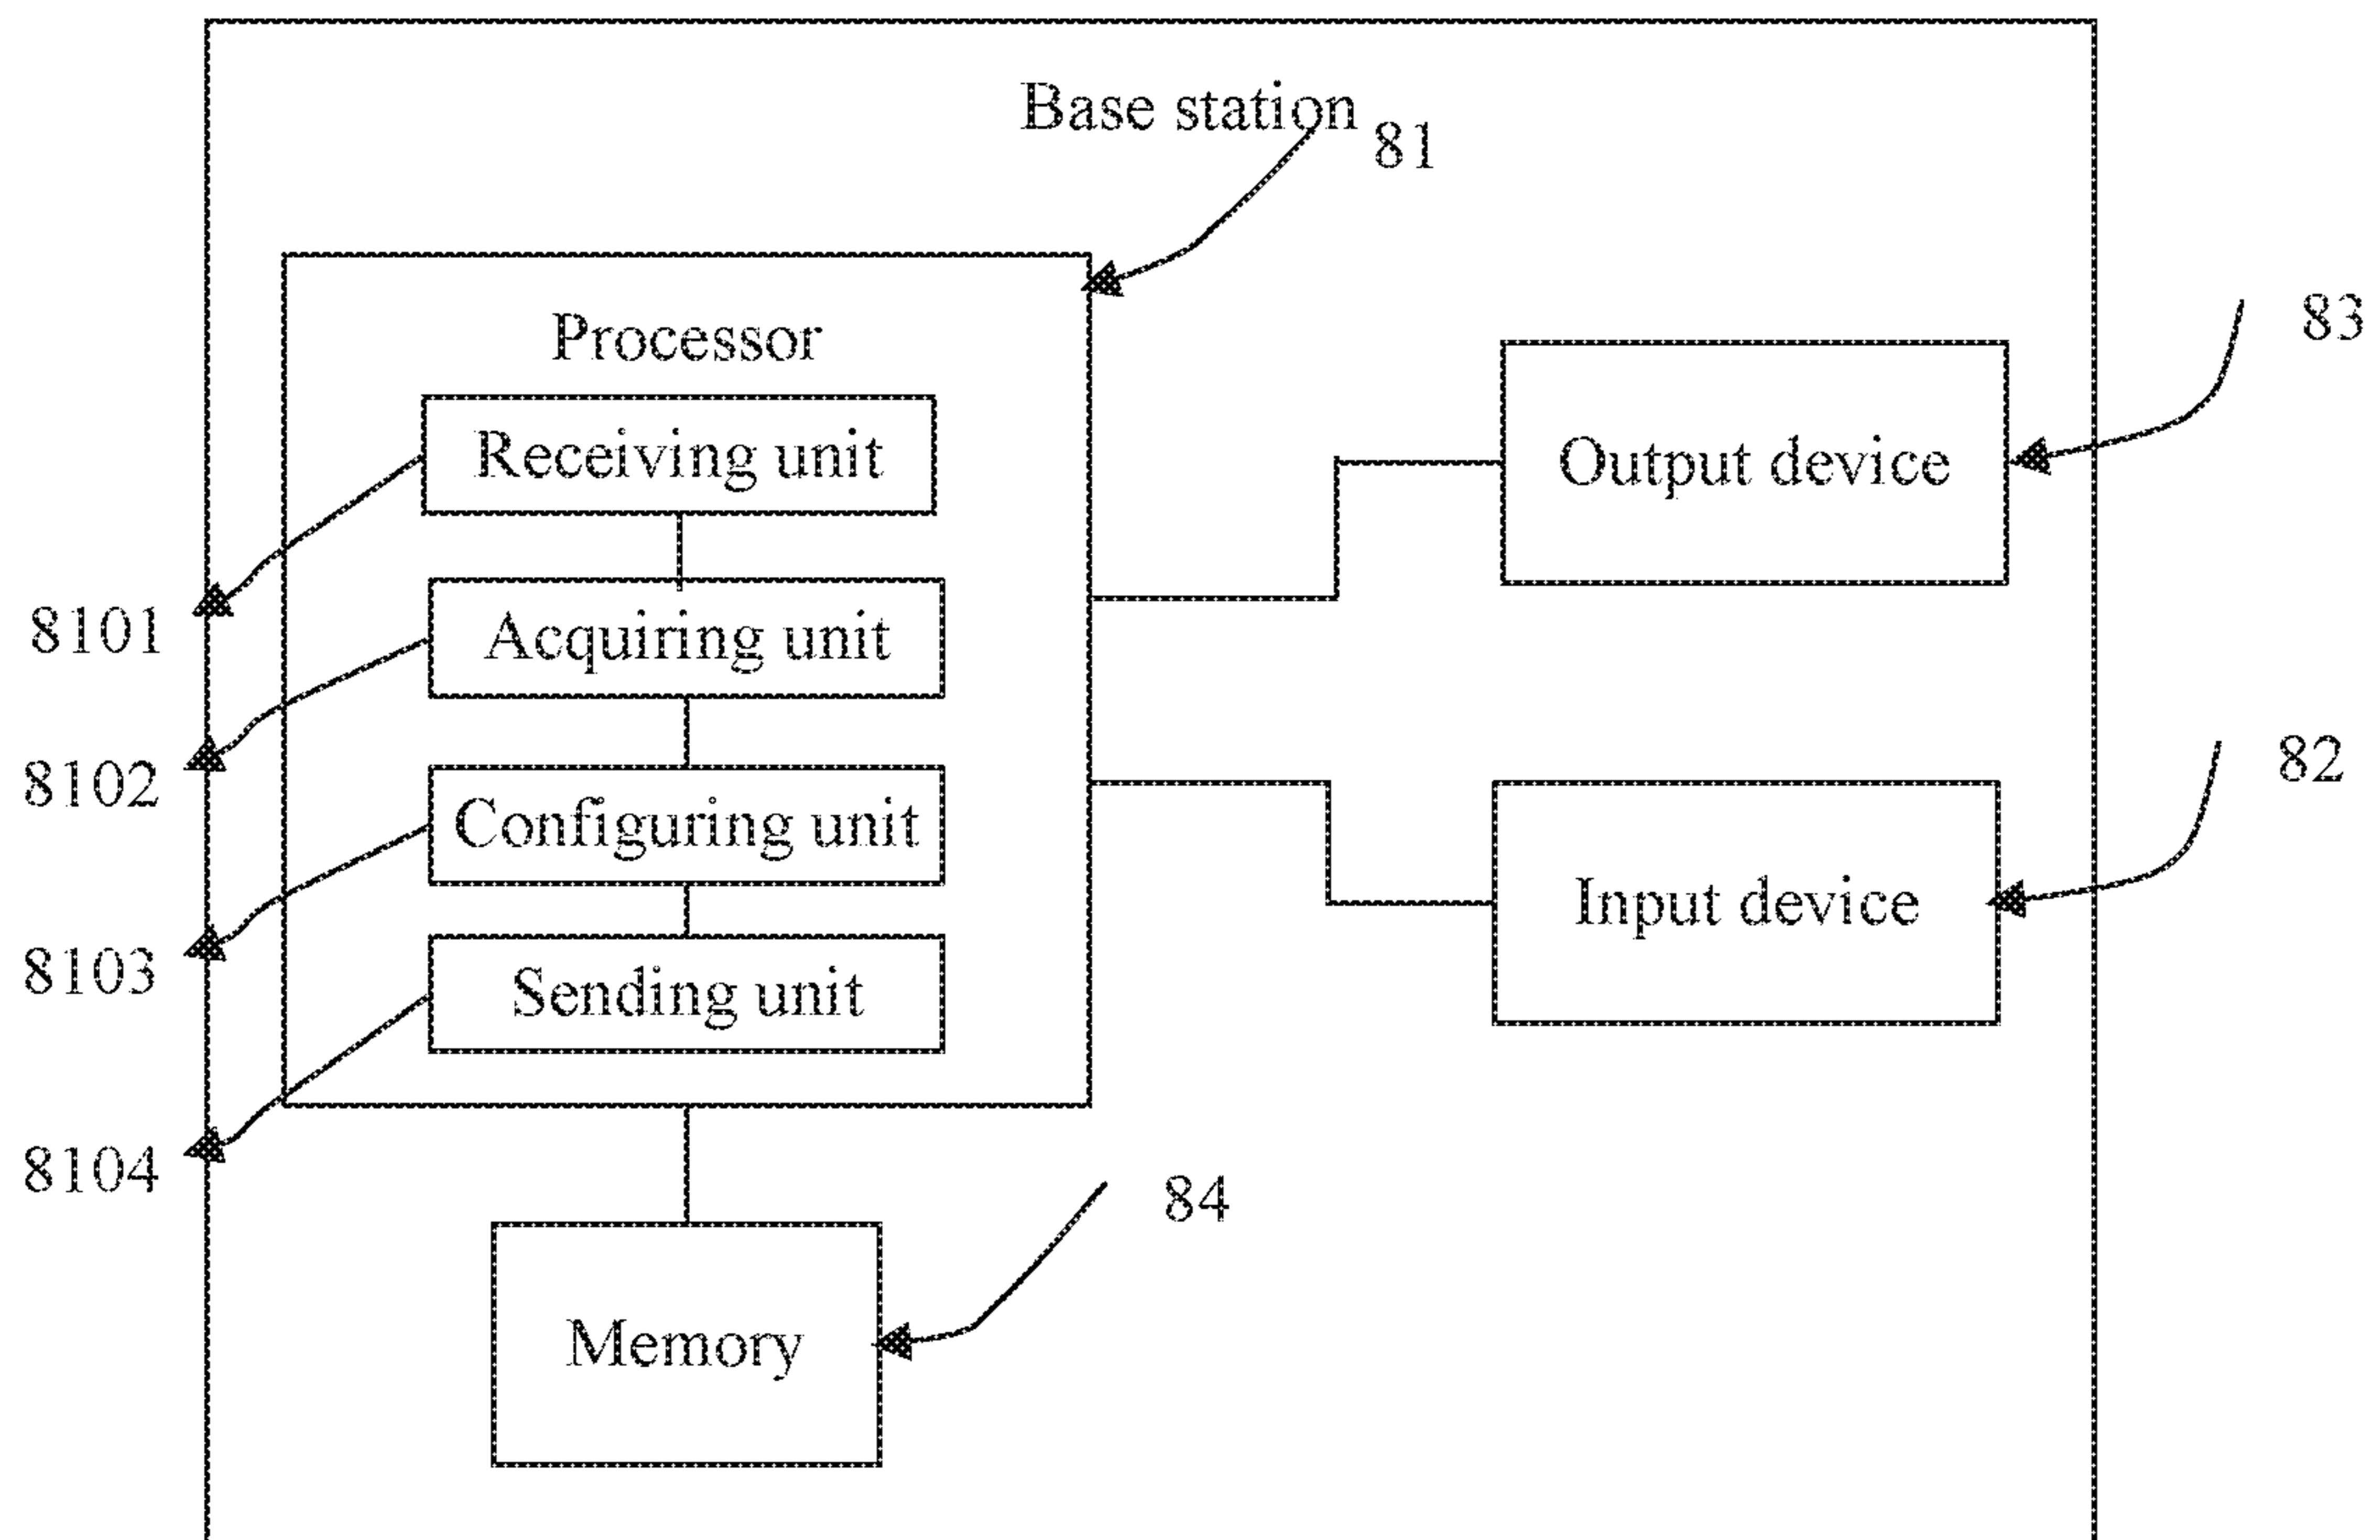 Base station
81
Processor
83
Receiving unit
Output device
8101
Acquiring unit
8102
82
Configuring unit
Input device
8103
Sending unit
8104
84
Memory